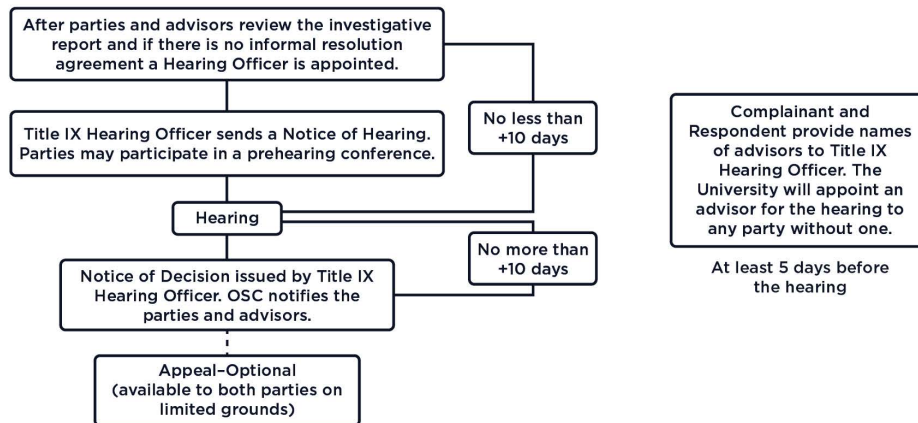 After parties and advisors review the investigative
report and if there is no informal resolution
agreement a Hearing Officer is appointed.
Title IX Hearing Officer sends a Notice of Hearing.
Parties may participate in a prehearing conference.
No less than
+10 days
Hearing
No more than
+10 days
Notice of Decision issued by Title IX
Hearing Officer. OSC notifies the
parties and advisors.
Appeal–Optional
(available to both parties on
limited grounds)
Complainant and
Respondent provide names
of advisors to Title IX
Hearing Officer. The
University will appoint an
advisor for the hearing to
any party without one.
At least 5 days before
the hearing